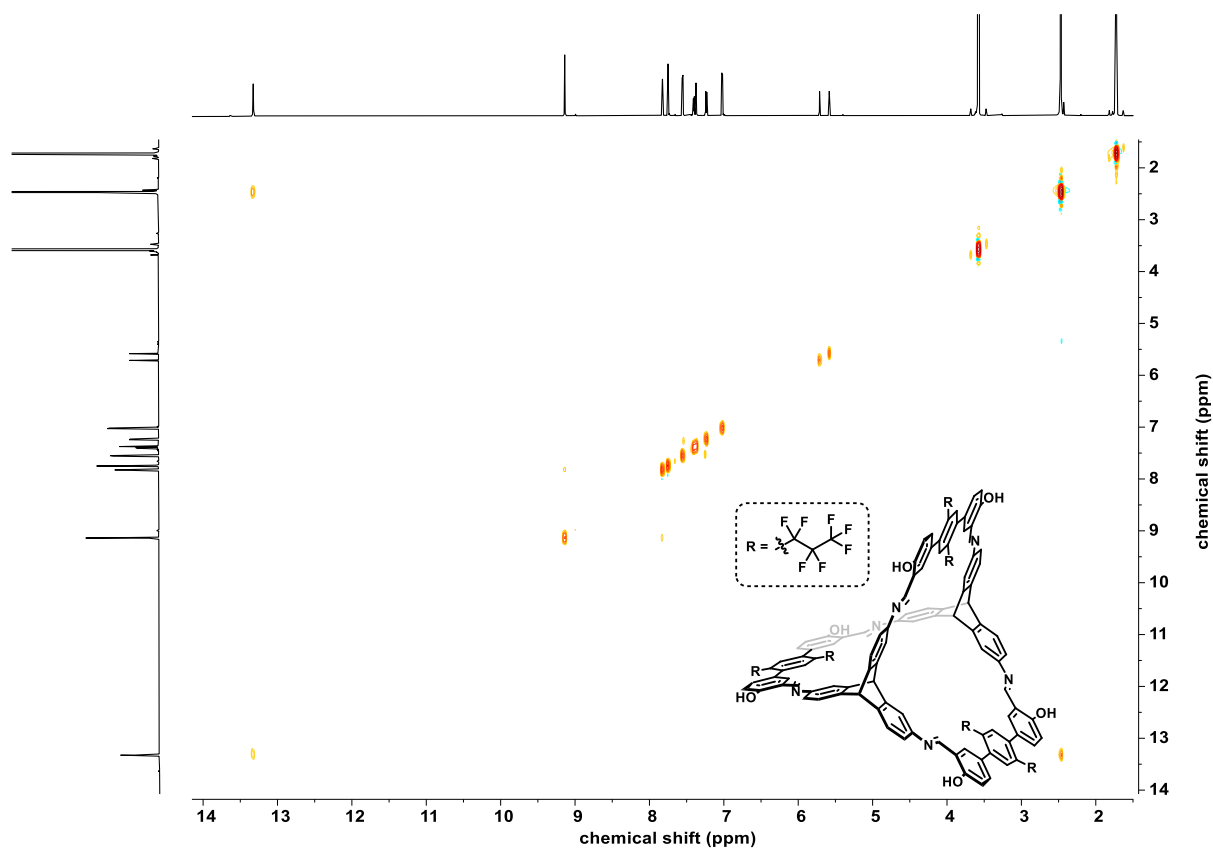 2
3
4
5
6
7
8
9
10
11
12
13
14
chemical shift (ppm)
R =
F F F F
F
F F
R
OH
HO
R
N
N
OH
N
R
R
N
HO
N
N
OH
R
R
HO
14 13 12 11 10 9 8 7 6 5 4 3 2
chemical shift (ppm)